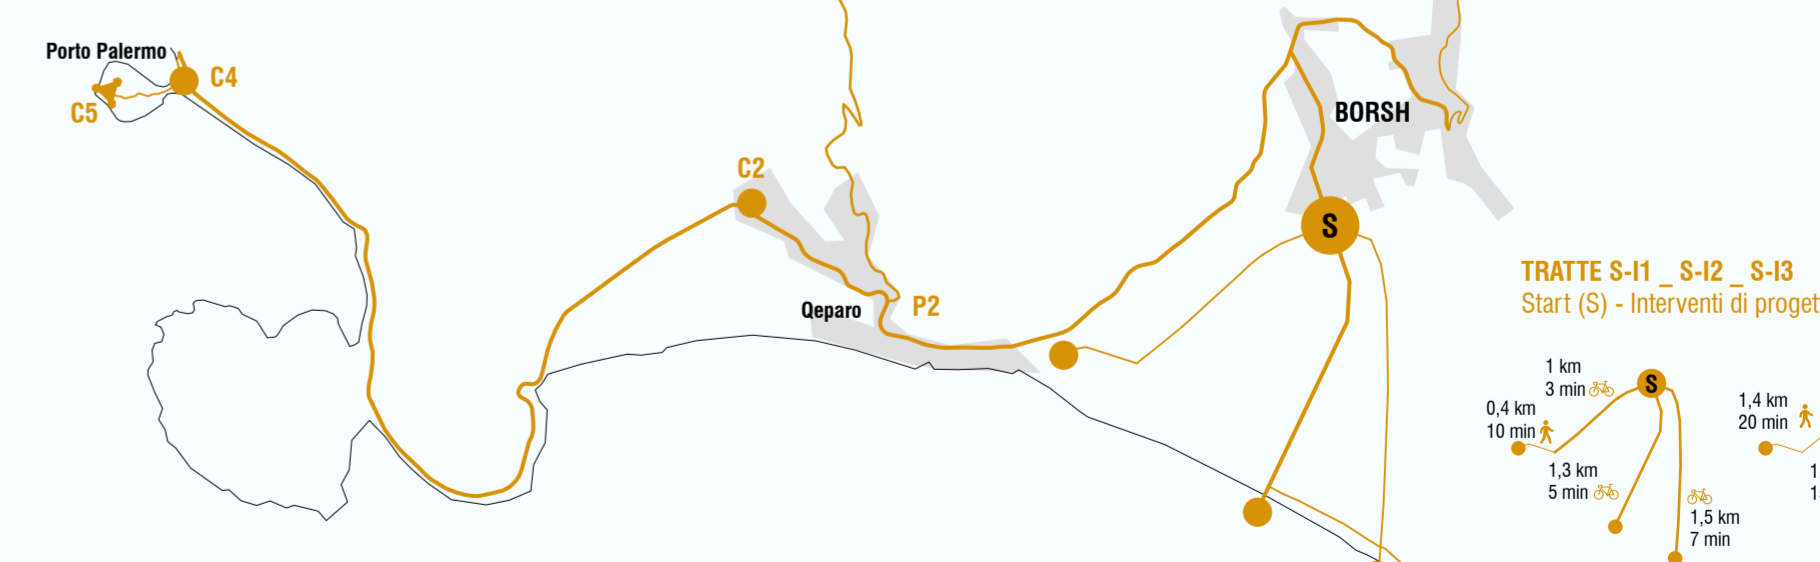 Porto Palermo
C4
C5
C2
BORSH
S
Qeparo
P2
TRATTE S-I1 _ S-I2 _ S-I3
Start (S) - Interventi di proget
1 km
3 min
S
0,4 km
10 min
1,4 km
20 min
1,3 km
5 min
1,5 km
7 min